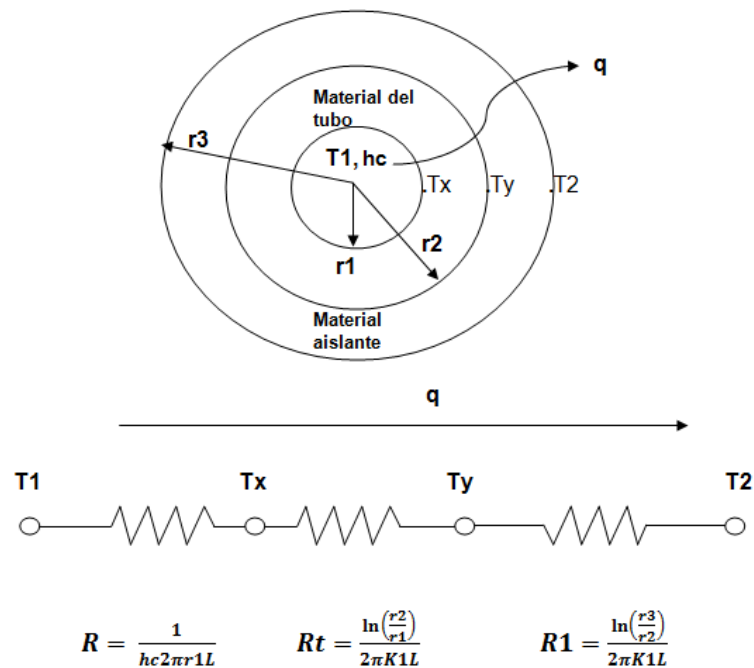 q
Material del
tubo
r3
T1, hc
.Tx
.Ty
.T2
r2
r1
Material
aislante
q
T1 Tx Ty T2
R = 1/(hc2πr1L) Rt = ln(r2/r1)/(2πK1L) R1 = ln(r3/r2)/(2πK1L)